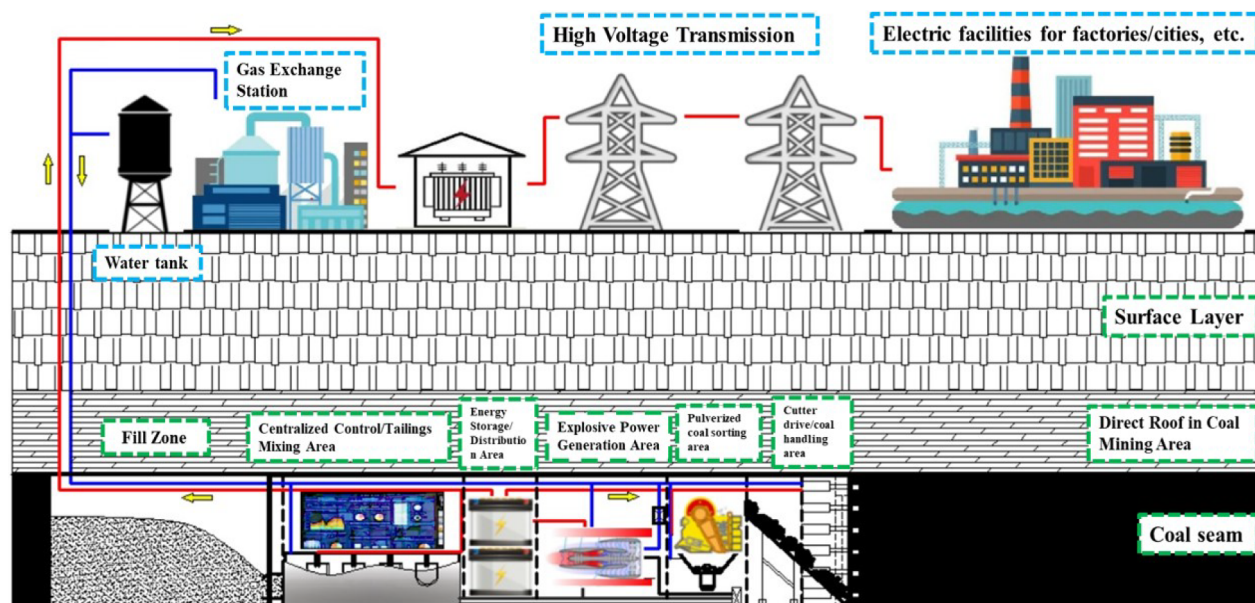 High Voltage Transmission
Electric facilities for factories/cities, etc.
Gas Exchange
Station
Water tank
Surface Layer
Fill Zone
Centralized Control/Tailings
Mixing Area
Energy
Storage/
Distributio
n Area
Explosive Power
Generation Area
Pulverized
coal sorting
area
Cutter
drive/coal
handling
area
Direct Roof in Coal
Mining Area
Coal seam